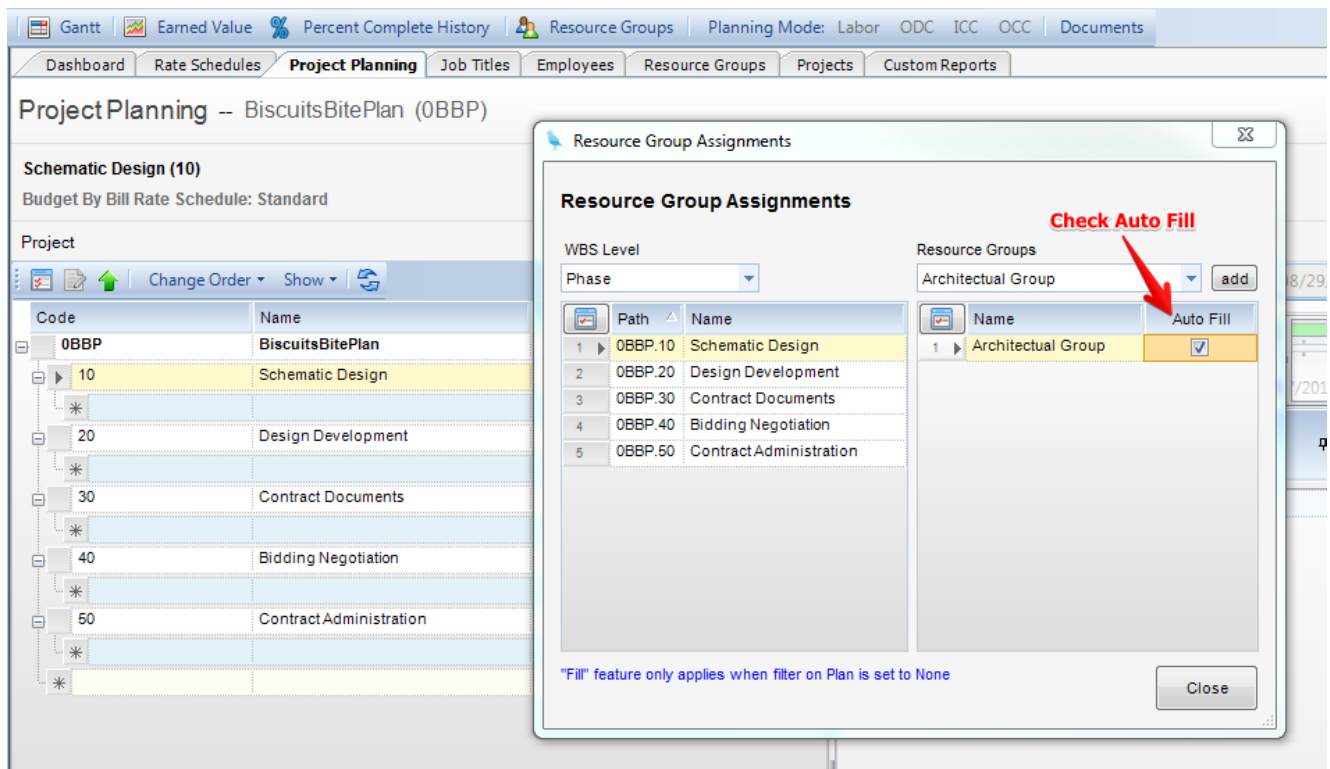 Gantt Earned Value Percent Complete History Resource Groups Planning Mode: Labor ODC ICC OCC Documents
Dashboard Rate Schedules Project Planning Job Titles Employees Resource Groups Projects Custom Reports
Project Planning -- BiscuitsBitePlan (0BBP)
Schematic Design (10)
Budget By Bill Rate Schedule: Standard
Project
Change Order Show
Code Name
0BBP BiscuitsBitePlan
10 Schematic Design
20 Design Development
30 Contract Documents
40 Bidding Negotiation
50 Contract Administration
Resource Group Assignments
Resource Group Assignments
Check Auto Fill
WBS Level Resource Groups
Phase Architectual Group add
Path Name Name Auto Fill
1 0BBP.10 Schematic Design 1 Architectual Group
2 0BBP.20 Design Development
3 0BBP.30 Contract Documents
4 0BBP.40 Bidding Negotiation
5 0BBP.50 Contract Administration
"Fill" feature only applies when filter on Plan is set to None
Close